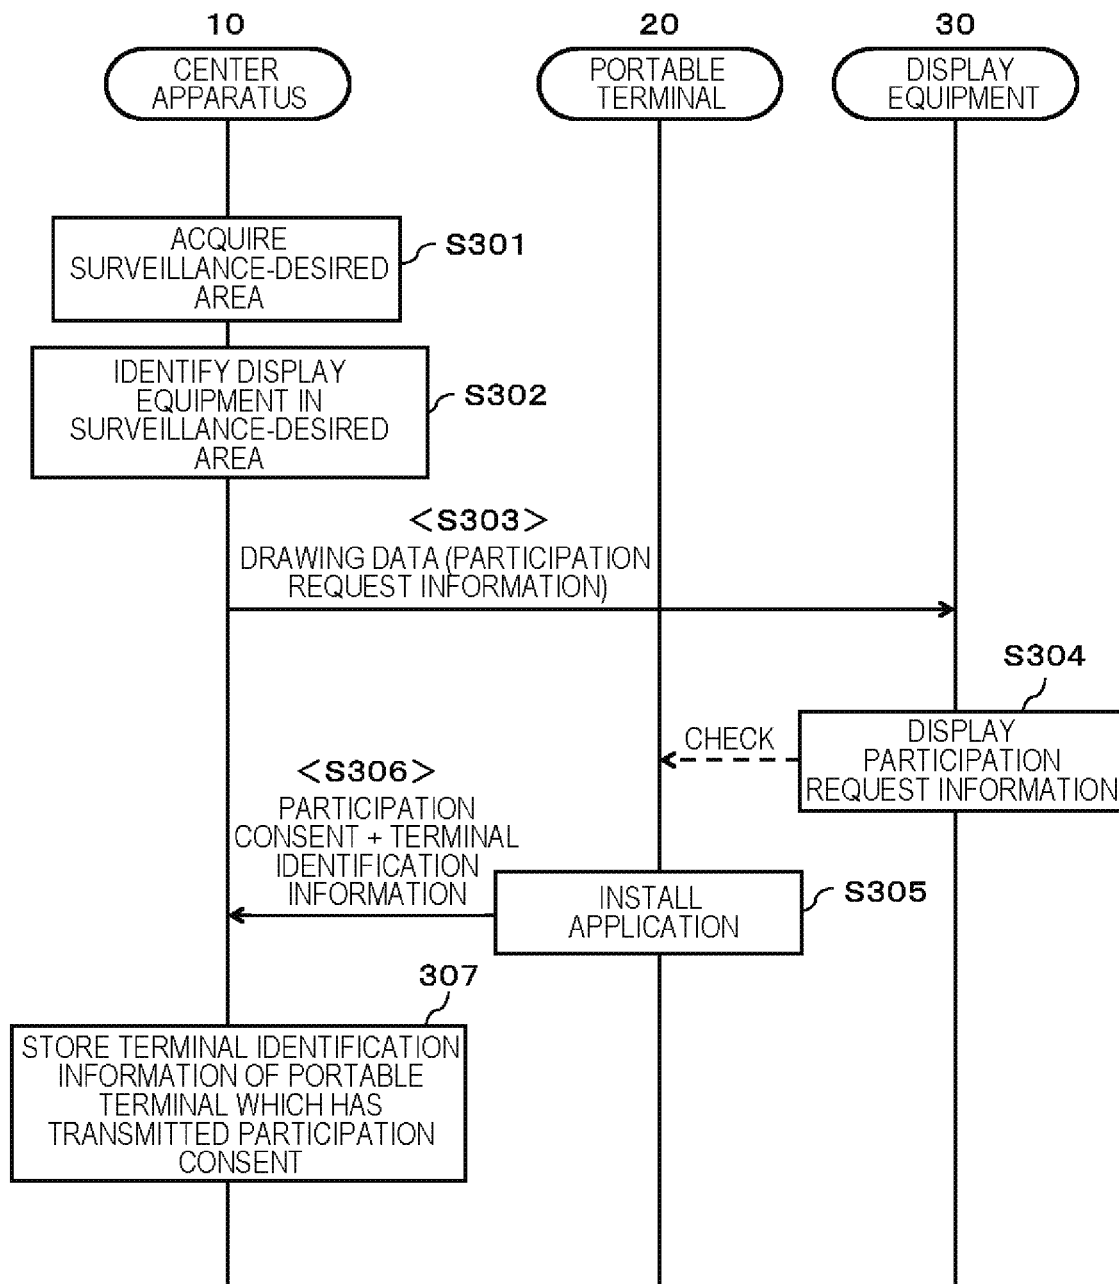 10
20
30
CENTER
APPARATUS
PORTABLE
TERMINAL
DISPLAY
EQUIPMENT
ACQUIRE
SURVEILLANCE-DESIRED
AREA
S301
IDENTIFY DISPLAY
EQUIPMENT IN
SURVEILLANCE-DESIRED
AREA
S302
<S303>
DRAWING DATA (PARTICIPATION
REQUEST INFORMATION)
S304
DISPLAY
PARTICIPATION
REQUEST INFORMATION
CHECK
<S306>
PARTICIPATION
CONSENT + TERMINAL
IDENTIFICATION
INFORMATION
INSTALL
APPLICATION
S305
307
STORE TERMINAL IDENTIFICATION
INFORMATION OF PORTABLE
TERMINAL WHICH HAS
TRANSMITTED PARTICIPATION
CONSENT